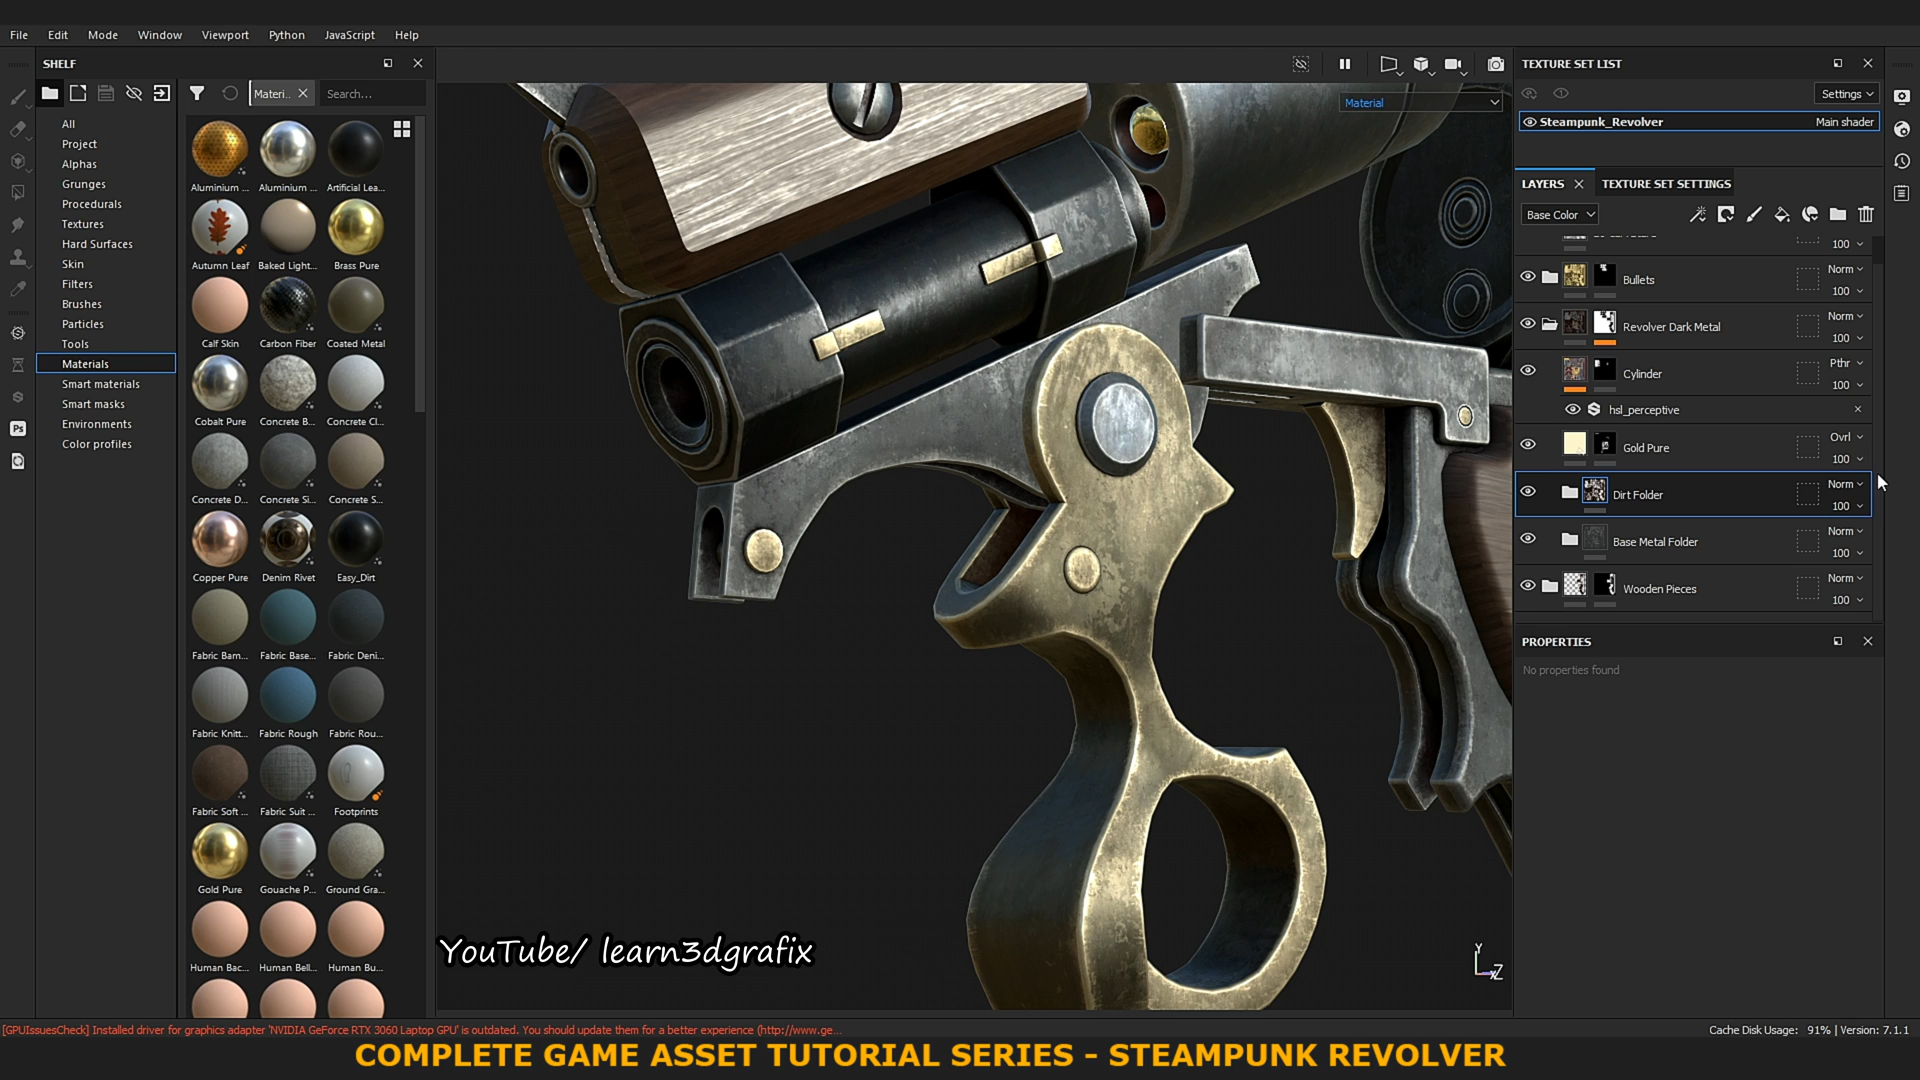 File Edit Mode Window Viewport Python JavaScript Help
SHELF
Materi...
Search...
All
Project
Alphas
Grunges
Procedurals
Textures
Hard Surfaces
Skin
Filters
Brushes
Particles
Tools
Materials
Smart materials
Smart masks
Environments
Color profiles
Aluminium ... Aluminium ... Artificial Lea...
Autumn Leaf Baked Light... Brass Pure
Calf Skin Carbon Fiber Coated Metal
Cobalt Pure Concrete B... Concrete Cl...
Concrete D... Concrete Si... Concrete S...
Copper Pure Denim Rivet Easy_Dirt
Fabric Bam... Fabric Base... Fabric Deni...
Fabric Knitt... Fabric Rough Fabric Rou...
Fabric Soft ... Fabric Suit ... Footprints
Gold Pure Gouache P... Ground Gra...
Human Bac... Human Bell... Human Bu...
Ps
Material
YouTube/ learn3dgrafix
Y
Z
TEXTURE SET LIST
Settings
Steampunk_Revolver Main shader
LAYERS TEXTURE SET SETTINGS
Base Color
100
Bullets Norm 100
Revolver Dark Metal Norm 100
Cylinder Pthr 100
hsl_perceptive
Gold Pure Ovrl 100
Dirt Folder Norm 100
Base Metal Folder Norm 100
Wooden Pieces Norm 100
PROPERTIES
No properties found
[GPUIssuesCheck] Installed driver for graphics adapter 'NVIDIA GeForce RTX 3060 Laptop GPU' is outdated. You should update them for a better experience (http://www.ge...
Cache Disk Usage: 91% | Version: 7.1.1
COMPLETE GAME ASSET TUTORIAL SERIES - STEAMPUNK REVOLVER